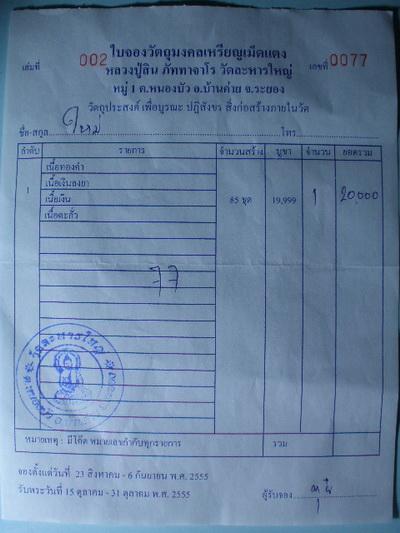 ใบจองวัตถุมงคลเหรียญเม็ดแตง
เล่มที่ 002
หลวงปู่สิน ภัททาจาโร วัดละหารใหญ่
เลขที่ 0077
หมู่ 1 ต.หนองบัว อ.บ้านค่าย จ.ระยอง
วัตถุประสงค์ เพื่อบูรณะ ปฏิสังขร สิ่งก่อสร้างภายในวัด
ชื่อ-สกุล ใหม่ โทร
ลำดับ รายการ จำนวนสร้าง บูชา จำนวน ยอดรวม
เนื้อทองคำ
1 เนื้อเงินลงยา
เนื้อเงิน 85 ชุด 19,999 1 20,000
เนื้อตะกั่ว
77
วัดละหารใหญ่
หมายเหตุ : มีโค๊ต หมายเลขกำกับทุกรายการ รวม
จองตั้งแต่วันที่ 23 สิงหาคม - 6 กันยายน พ.ศ. 2555
รับพระวันที่ 15 ตุลาคม - 31 ตุลาคม พ.ศ. 2555
ผู้รับจอง